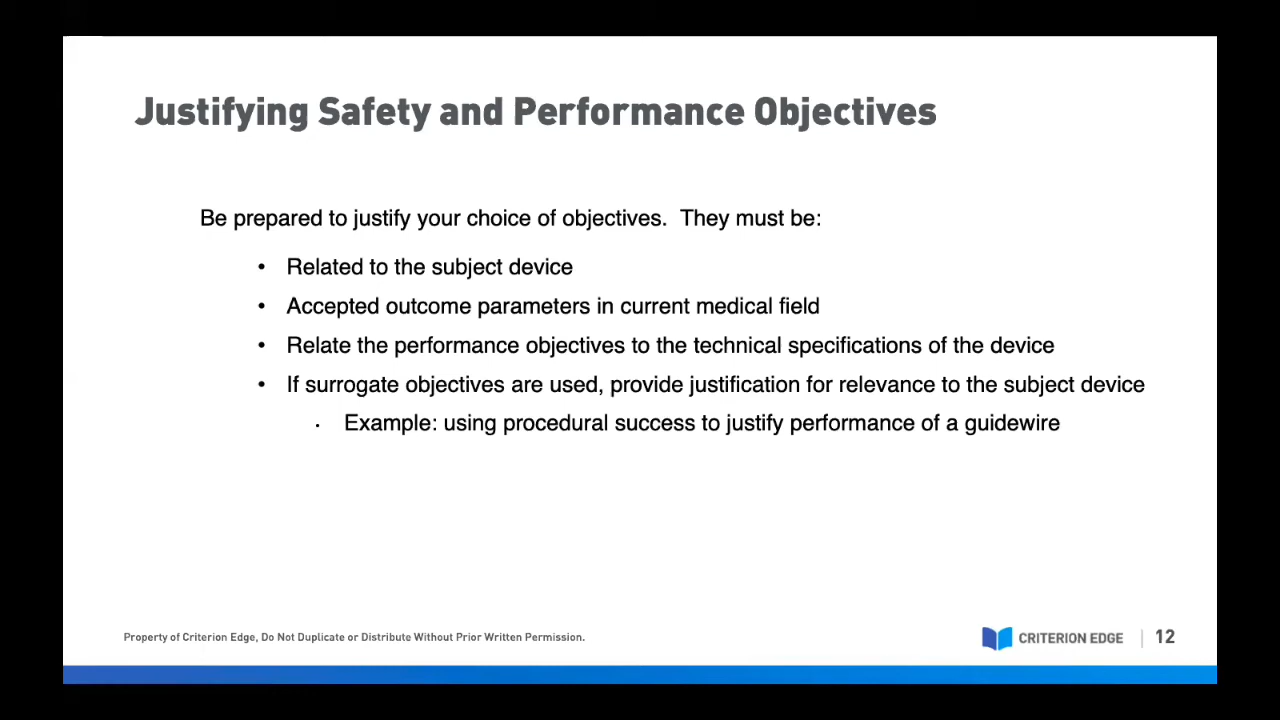 Justifying Safety and Performance Objectives
Be prepared to justify your choice of objectives.  They must be:
• Related to the subject device
• Accepted outcome parameters in current medical field
• Relate the performance objectives to the technical specifications of the device
• If surrogate objectives are used, provide justification for relevance to the subject device
• Example: using procedural success to justify performance of a guidewire
Property of Criterion Edge, Do Not Duplicate or Distribute Without Prior Written Permission.
CRITERION EDGE | 12